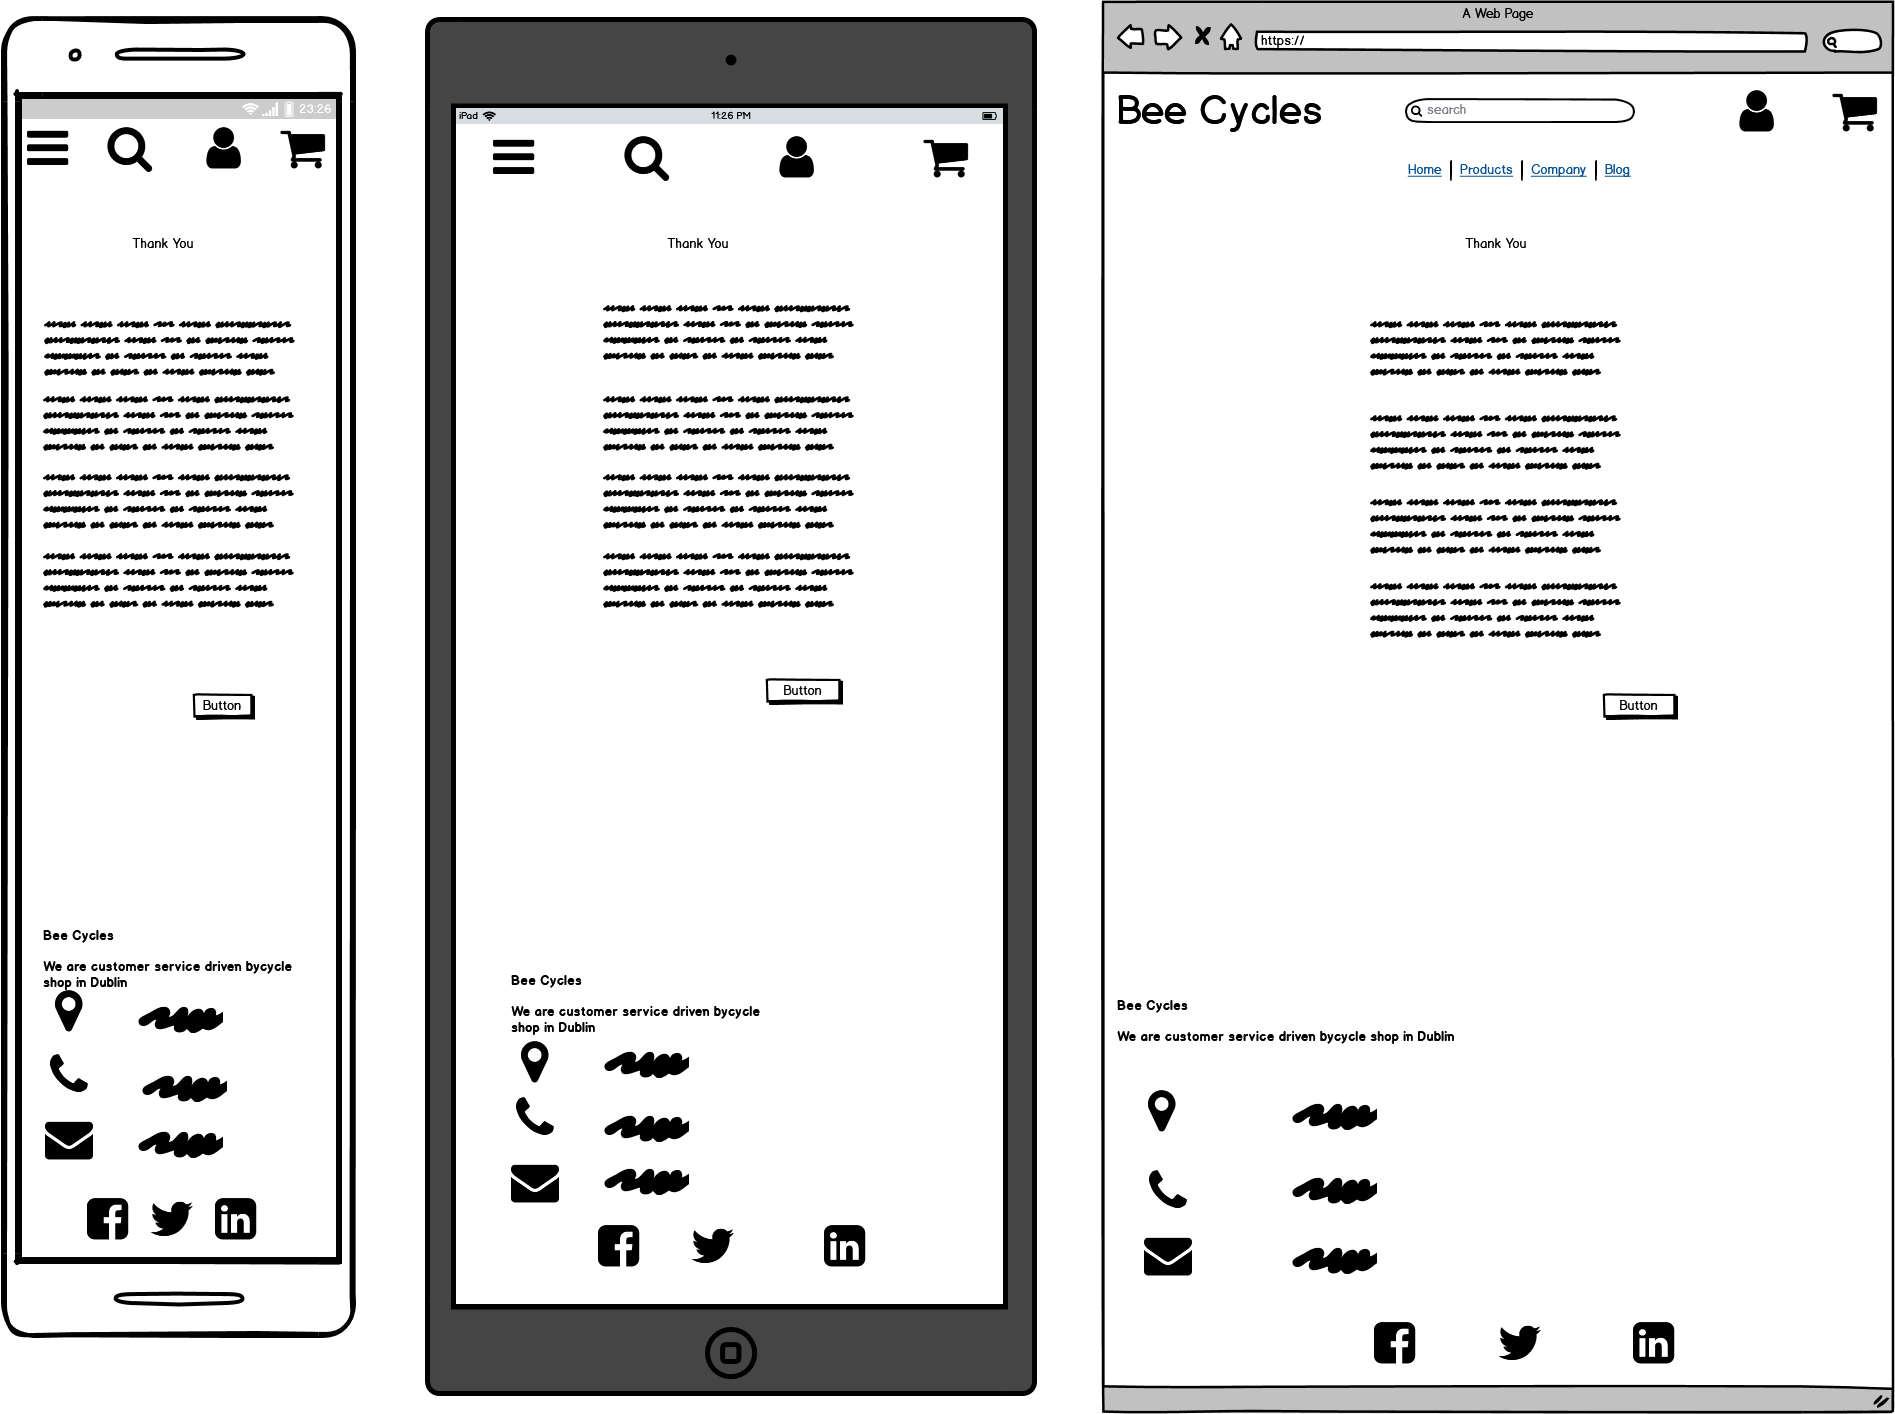 23:26
Thank You
Button
Bee Cycles
We are customer service driven bycycle
shop in Dublin
iPad
11:26 PM
Thank You
Button
Bee Cycles
We are customer service driven bycycle
shop in Dublin
A Web Page
https://
Bee Cycles
search
Home Products Company Blog
Thank You
Button
Bee Cycles
We are customer service driven bycycle shop in Dublin